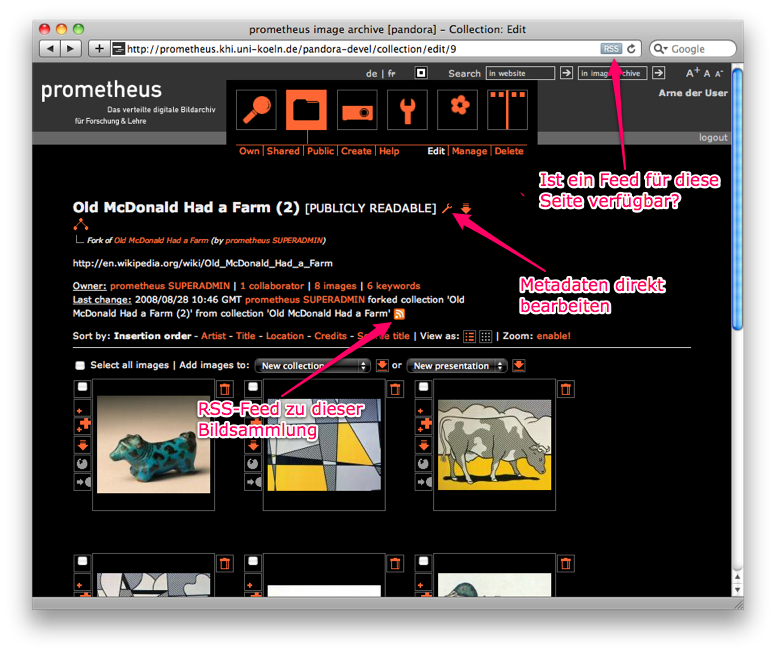 prometheus image archive [pandora] – Collection: Edit
http://prometheus.khi.uni-koeln.de/pandora-devel/collection/edit/9
RSS
Google
de | fr
Search
in website
in image archive
A+ A A-
prometheus
Das verteilte digitale Bildarchiv
für Forschung & Lehre
Arne der User
logout
Own | Shared | Public | Create | Help
Edit | Manage | Delete
Ist ein Feed für diese
Seite verfügbar?
Old McDonald Had a Farm (2) [PUBLICLY READABLE]
Fork of Old McDonald Had a Farm (by prometheus SUPERADMIN)
http://en.wikipedia.org/wiki/Old_McDonald_Had_a_Farm
Metadaten direkt
bearbeiten
Owner: prometheus SUPERADMIN | 1 collaborator | 8 images | 6 keywords
Last change: 2008/08/28 10:46 GMT prometheus SUPERADMIN forked collection 'Old
McDonald Had a Farm (2)' from collection 'Old McDonald Had a Farm'
Sort by: Insertion order - Artist - Title - Location - Credits - title | View as: | Zoom: enable!
Select all images | Add images to: New collection or New presentation
RSS-Feed zu dieser
Bildsammlung